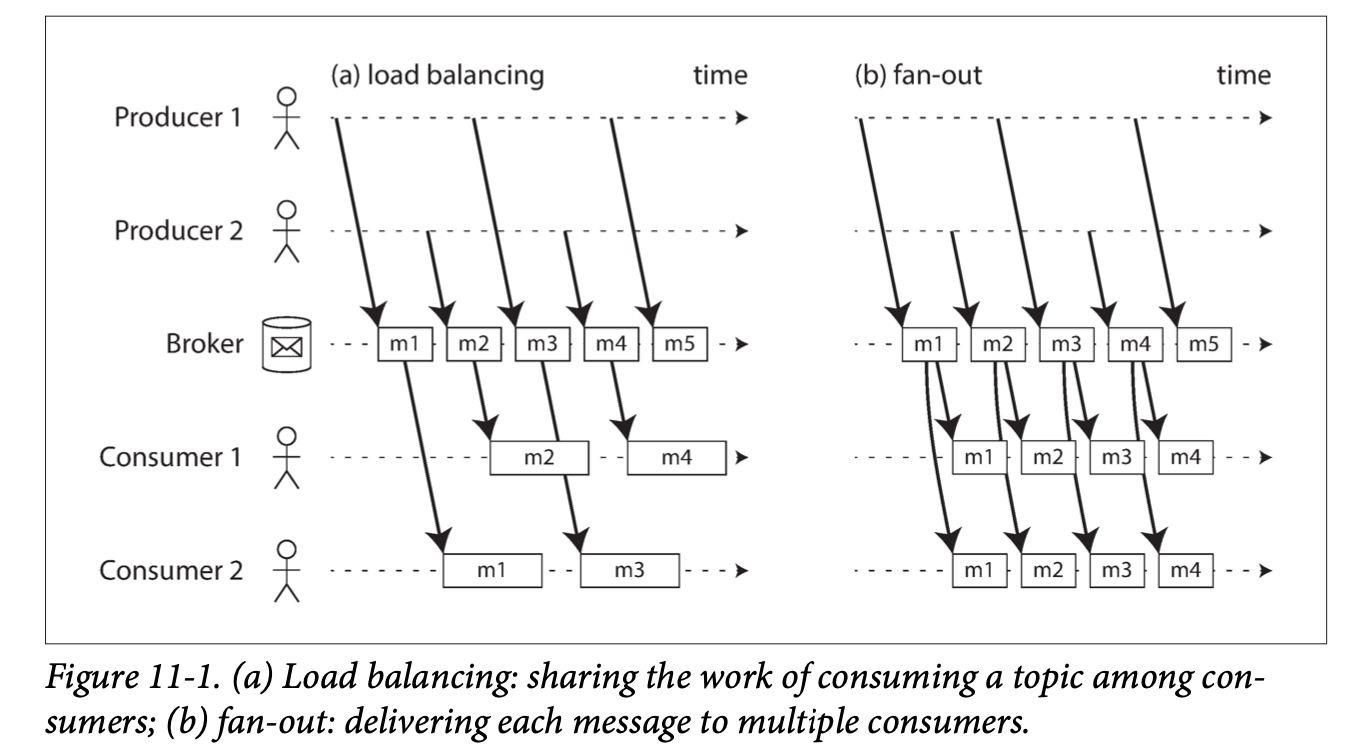 (a) load balancing time (b) fan-out time
Producer 1
Producer 2
Broker m1 m2 m3 m4 m5 m1 m2 m3 m4 m5
Consumer 1 m2 m4 m1 m2 m3 m4
Consumer 2 m1 m3 m1 m2 m3 m4
Figure 11-1. (a) Load balancing: sharing the work of consuming a topic among con-
sumers; (b) fan-out: delivering each message to multiple consumers.